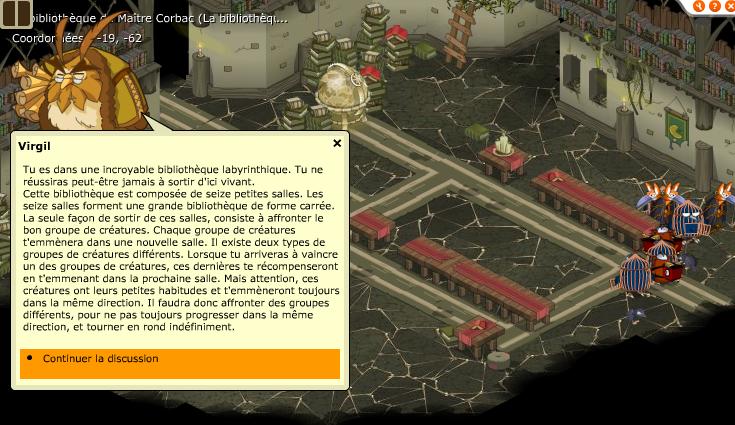 bibliothèque de Maître Corbac (La bibliothèqu...
Coordonnées : -19, -62
Virgil
Tu es dans une incroyable bibliothèque labyrinthique. Tu ne
réussiras peut-être jamais à sortir d'ici vivant.
Cette bibliothèque est composée de seize petites salles. Les
seize salles forment une grande bibliothèque de forme carrée.
La seule façon de sortir de ces salles, consiste à affronter le
bon groupe de créatures. Chaque groupe de créatures
t'emmènera dans une nouvelle salle. Il existe deux types de
groupes de créatures différents. Lorsque tu arriveras à vaincre
un des groupes de créatures, ces dernières te récompenseront
en t'emmenant dans la prochaine salle. Mais attention, ces
créatures ont leurs petites habitudes et t'emmèneront toujours
dans la même direction. Il faudra donc affronter des groupes
différents, pour ne pas toujours progresser dans la même
direction, et tourner en rond indéfiniment.
Continuer la discussion